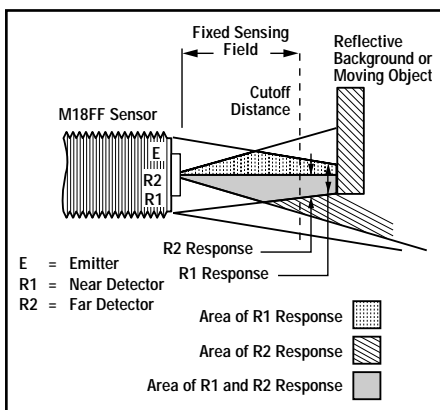 Fixed Sensing
Field
Reflective
Background or
Moving Object
Cutoff
Distance
M18FF Sensor
E
R2
R1
R2 Response
R1 Response
E = Emitter
R1 = Near Detector
R2 = Far Detector
Area of R1 Response
Area of R2 Response
Area of R1 and R2 Response